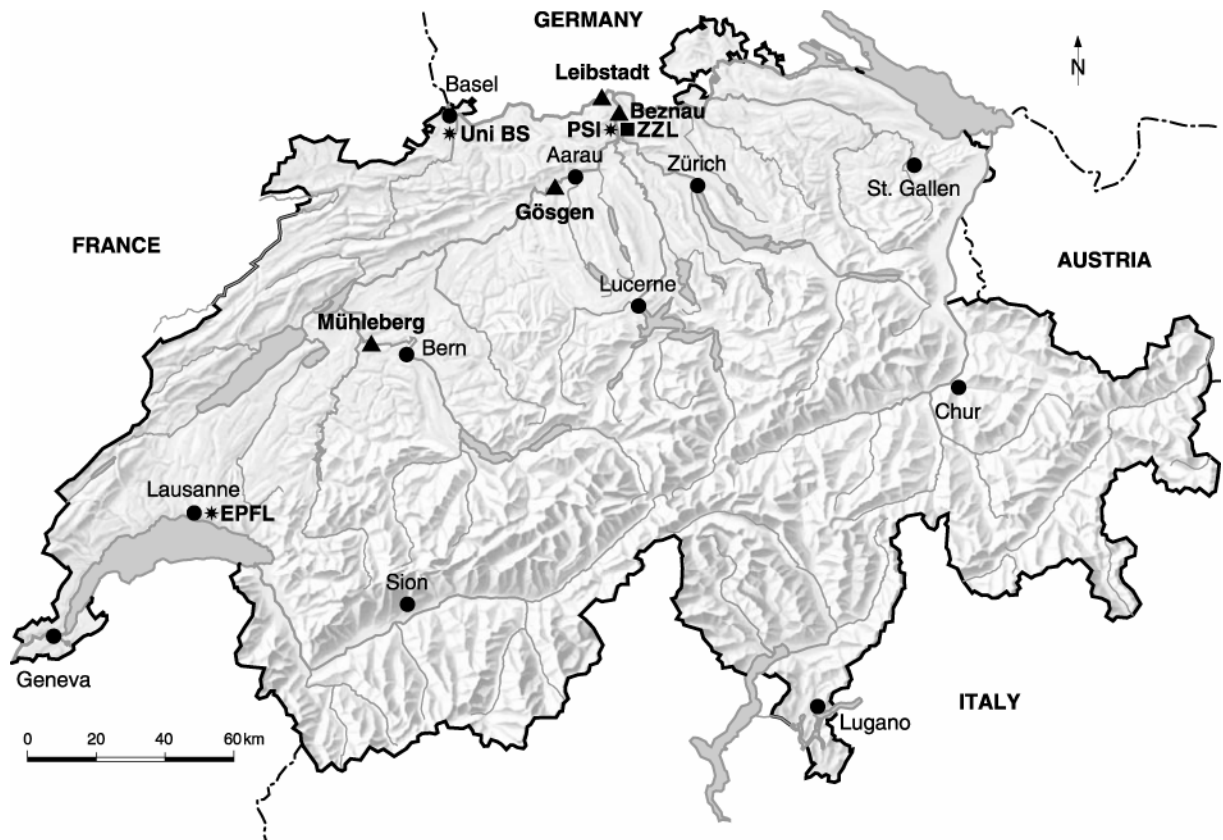 GERMANY
N
Leibstadt
Basel
Beznau
Uni BS
PSI
ZZL
Aarau
Zürich
St. Gallen
Gösgen
FRANCE
AUSTRIA
Lucerne
Mühleberg
Bern
Chur
Lausanne
EPFL
Sion
Geneva
ITALY
Lugano
0 20 40 60 km